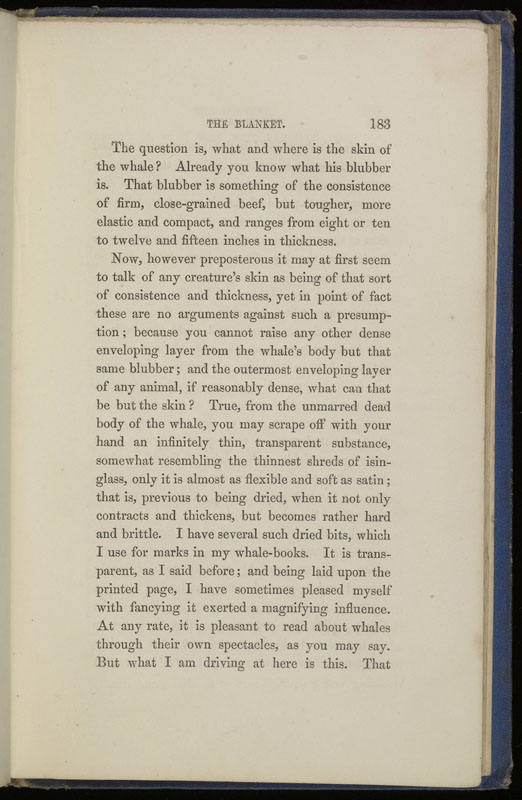 THE BLANKET. 183
The question is, what and where is the skin of
the whale? Already you know what his blubber
is. That blubber is something of the consistence
of firm, close-grained beef, but tougher, more
elastic and compact, and ranges from eight or ten
to twelve and fifteen inches in thickness.
Now, however preposterous it may at first seem
to talk of any creature's skin as being of that sort
of consistence and thickness, yet in point of fact
these are no arguments against such a presump-
tion; because you cannot raise any other dense
enveloping layer from the whale's body but that
same blubber; and the outermost enveloping layer
of any animal, if reasonably dense, what can that
be but the skin? True, from the unmarred dead
body of the whale, you may scrape off with your
hand an infinitely thin, transparent substance,
somewhat resembling the thinnest shreds of isin-
glass, only it is almost as flexible and soft as satin;
that is, previous to being dried, when it not only
contracts and thickens, but becomes rather hard
and brittle. I have several such dried bits, which
I use for marks in my whale-books. It is trans-
parent, as I said before; and being laid upon the
printed page, I have sometimes pleased myself
with fancying it exerted a magnifying influence.
At any rate, it is pleasant to read about whales
through their own spectacles, as you may say.
But what I am driving at here is this. That